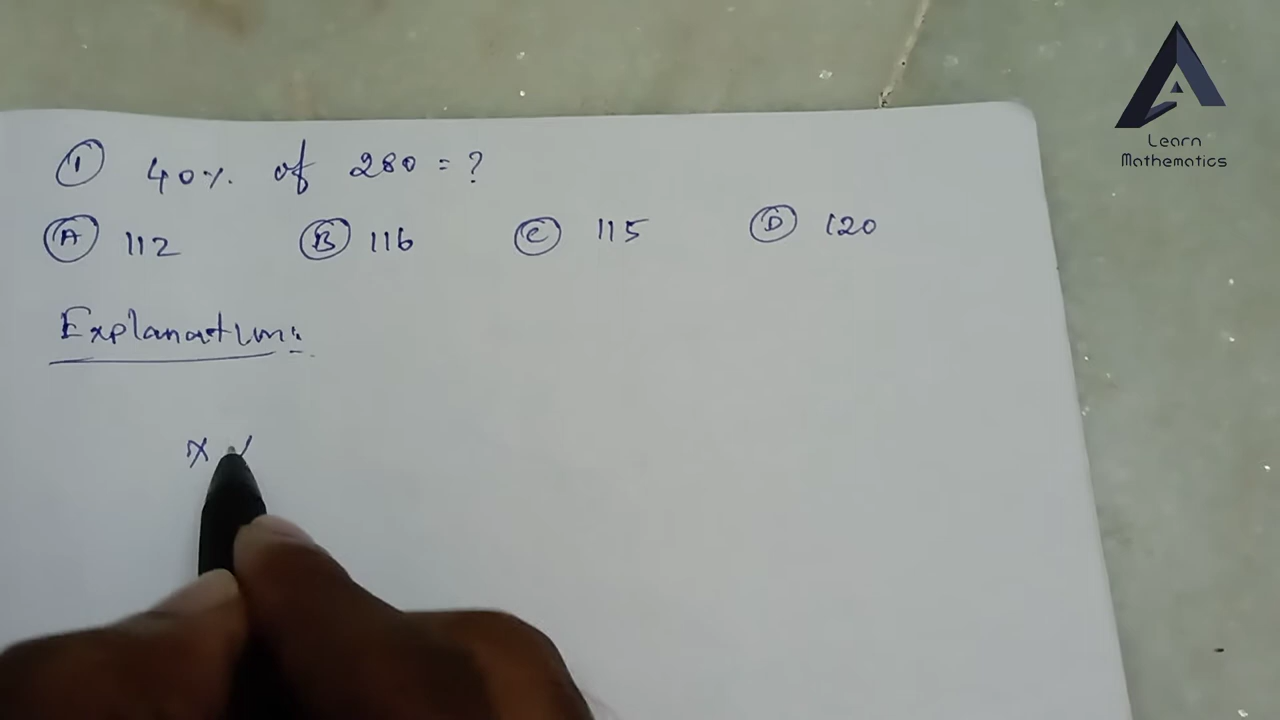 ① 40% of 280 = ?
Ⓐ 112 Ⓑ 116 Ⓒ 115 Ⓓ 120
Explanation:
x %
Learn
Mathematics